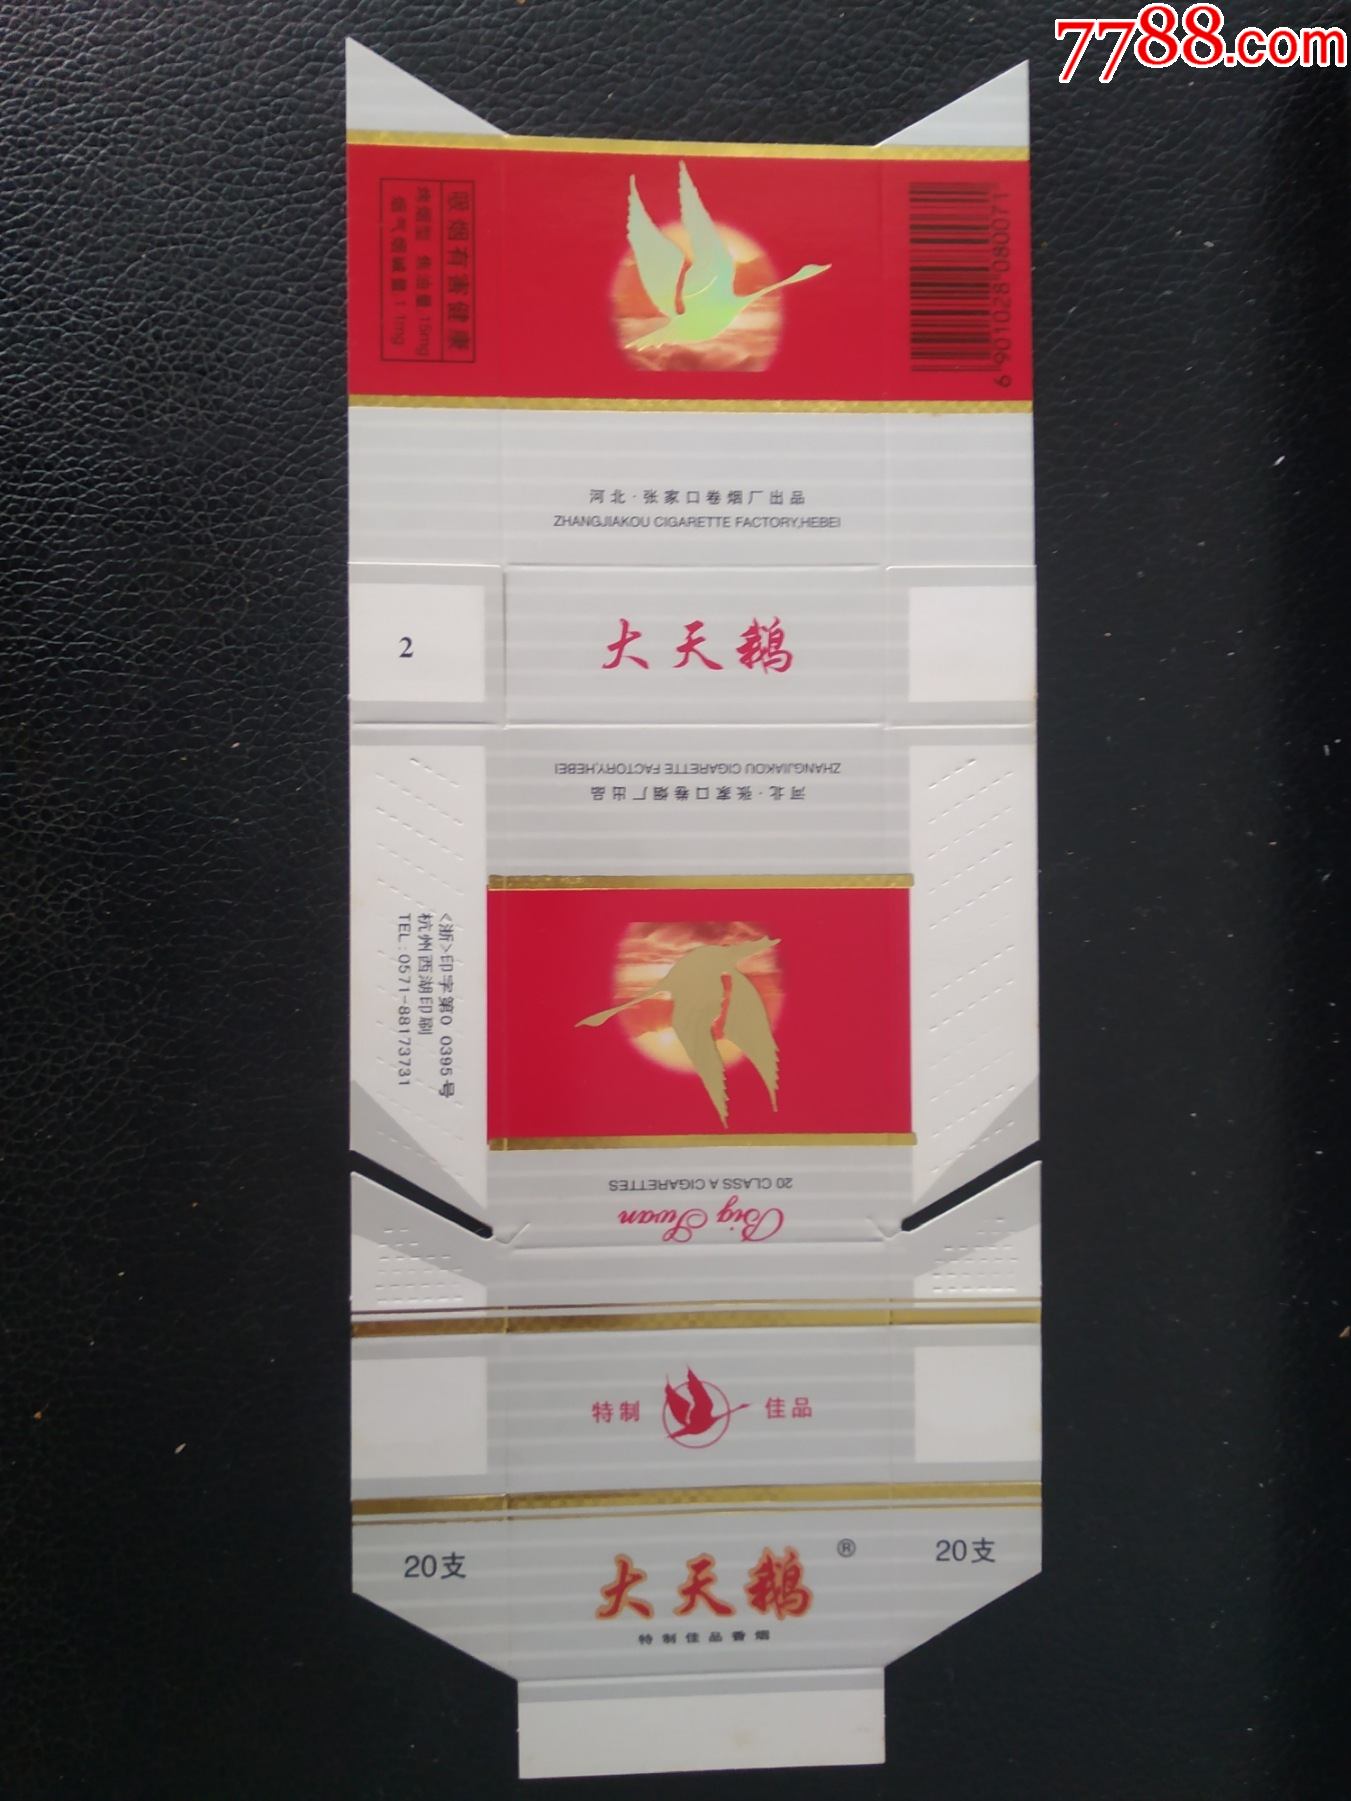 7788.com
吸烟有害健康
烤烟型 焦油量 15mg
烟气烟碱量 1.1mg
6 901028 080071
河北·张家口卷烟厂出品
ZHANGJIAKOU CIGARETTE FACTORY,HEBEI
2
大天鹅
ZHANGJIAKOU CIGARETTE FACTORY,HEBEI
河北·张家口卷烟厂出品
<浙>印字第0 0395号
杭州西湖印刷
TEL:0571-88173731
20 CLASS A CIGARETTES
Big Swan
特制 佳品
20支
大天鹅®
20支
特制佳品香烟